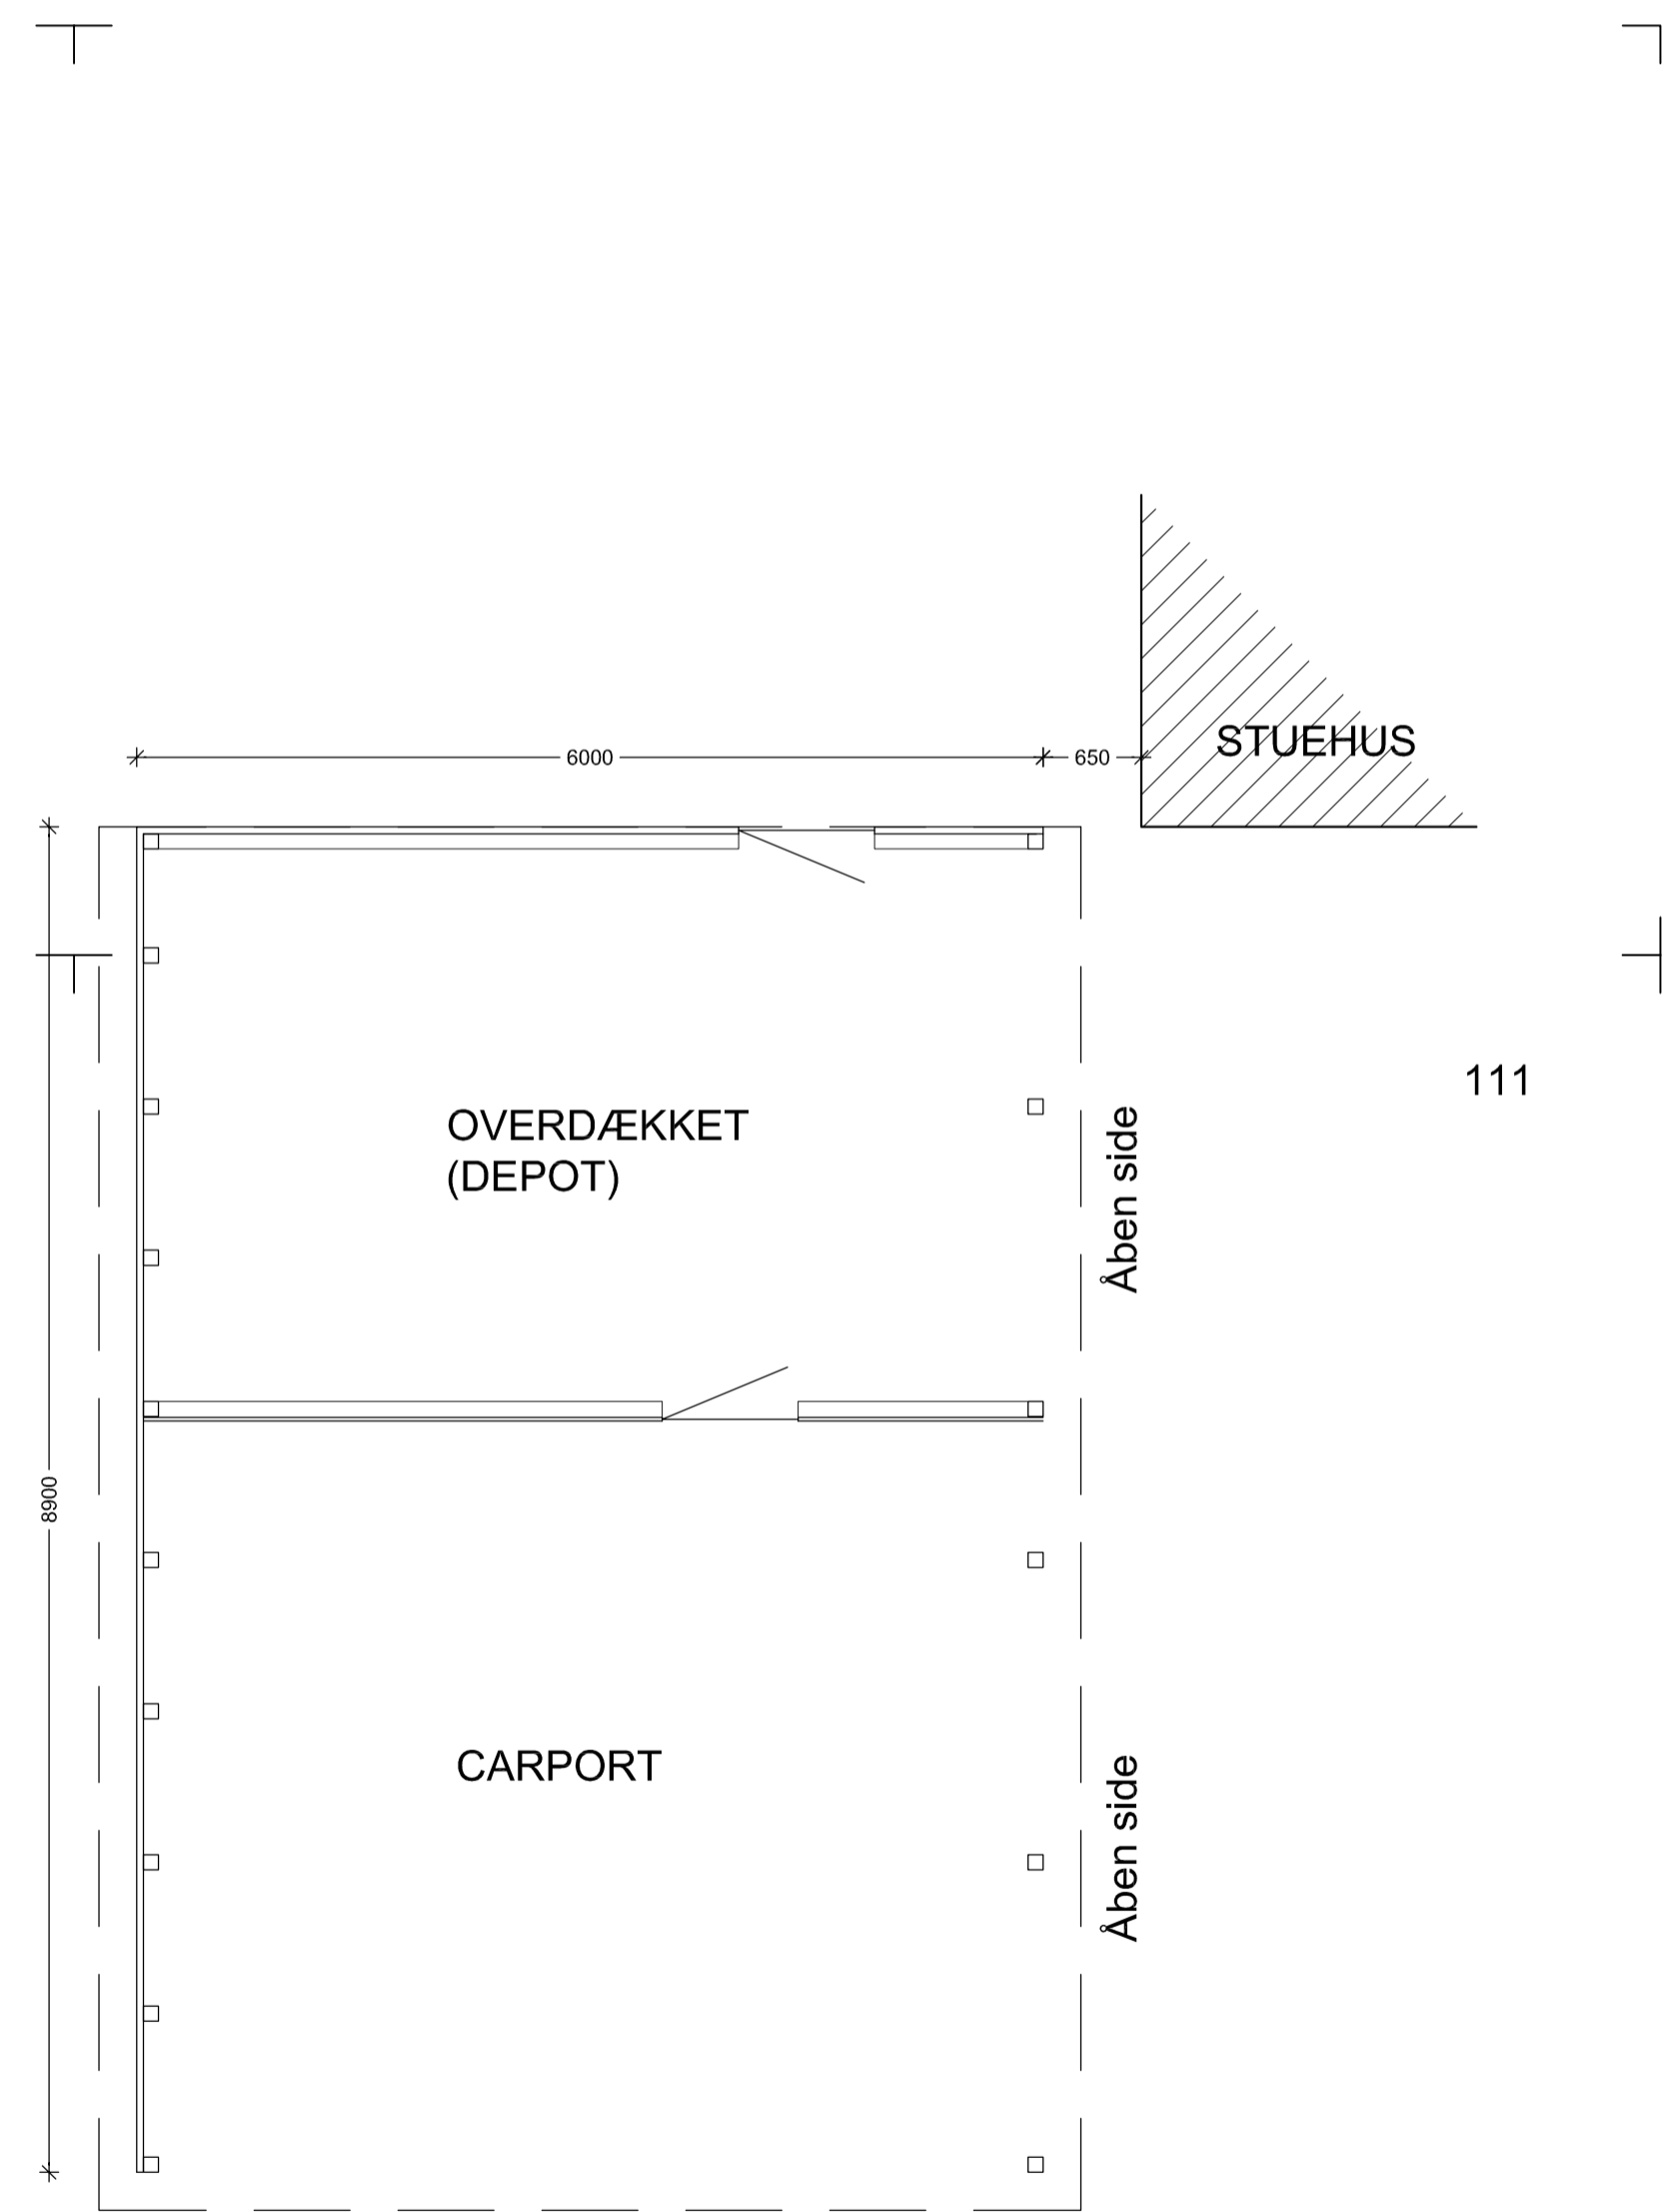 STUEHUS
6000
650
111
OVERDÆKKET
(DEPOT)
Åben side
8900
CARPORT
Åben side